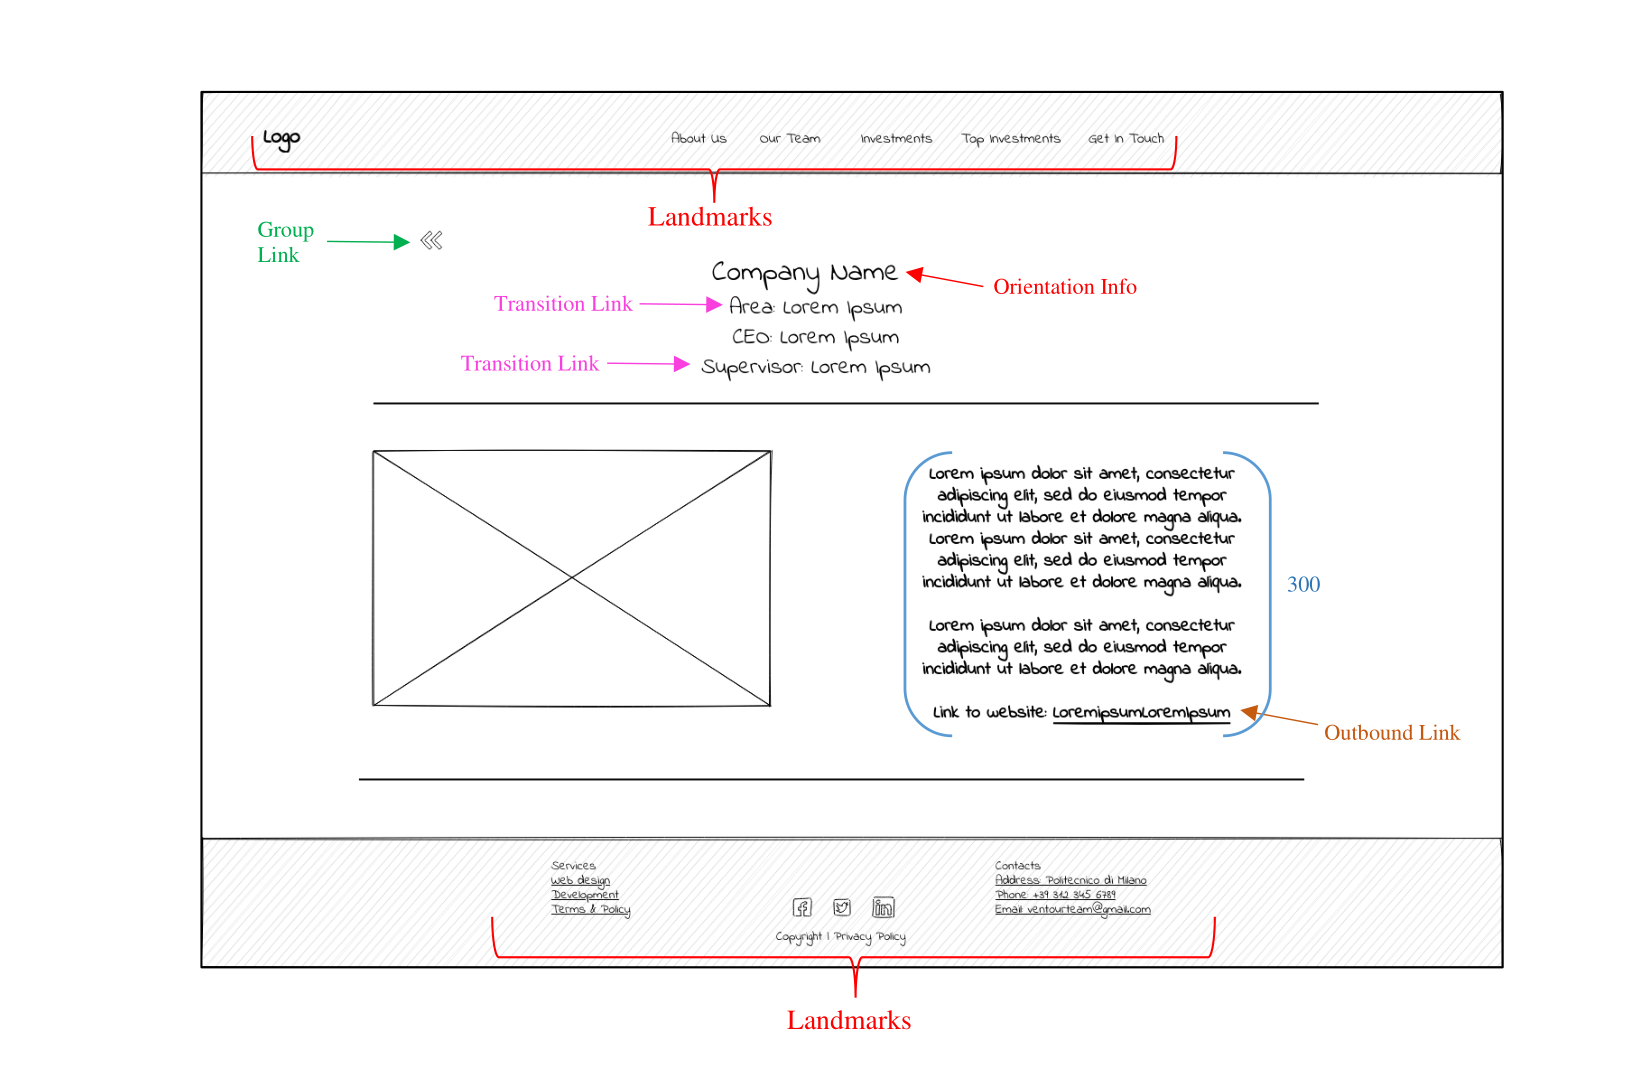 Logo
About Us
Our Team
Investments
Top Investments
Get In Touch
Landmarks
Group
Link
Company Name
Orientation Info
Transition Link
Area: Lorem Ipsum
CEO: Lorem Ipsum
Transition Link
Supervisor: Lorem Ipsum
Lorem ipsum dolor sit amet, consectetur
adipiscing elit, sed do eiusmod tempor
incididunt ut labore et dolore magna aliqua.
Lorem ipsum dolor sit amet, consectetur
adipiscing elit, sed do eiusmod tempor
incididunt ut labore et dolore magna aliqua.
300
Lorem ipsum dolor sit amet, consectetur
adipiscing elit, sed do eiusmod tempor
incididunt ut labore et dolore magna aliqua.
Link to website: LoremipsumLoremIpsum
Outbound Link
Services
Web design
Development
Terms & Policy
Copyright | Privacy Policy
Contacts
Address: Politecnico di Milano
Phone: +39 312 345 6789
Email: ventourteam@gmail.com
Landmarks